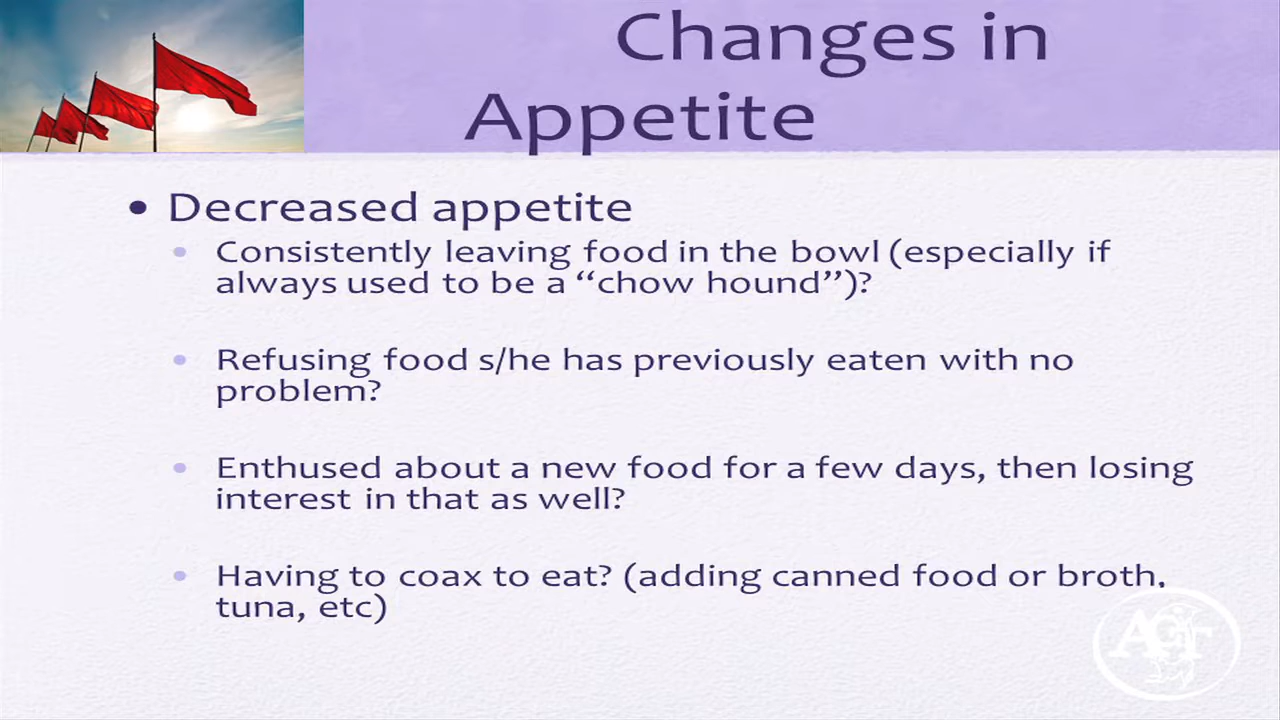 Changes in
Appetite
• Decreased appetite
• Consistently leaving food in the bowl (especially if
always used to be a “chow hound”)?
• Refusing food s/he has previously eaten with no
problem?
• Enthused about a new food for a few days, then losing
interest in that as well?
• Having to coax to eat? (adding canned food or broth,
tuna, etc)
AGT